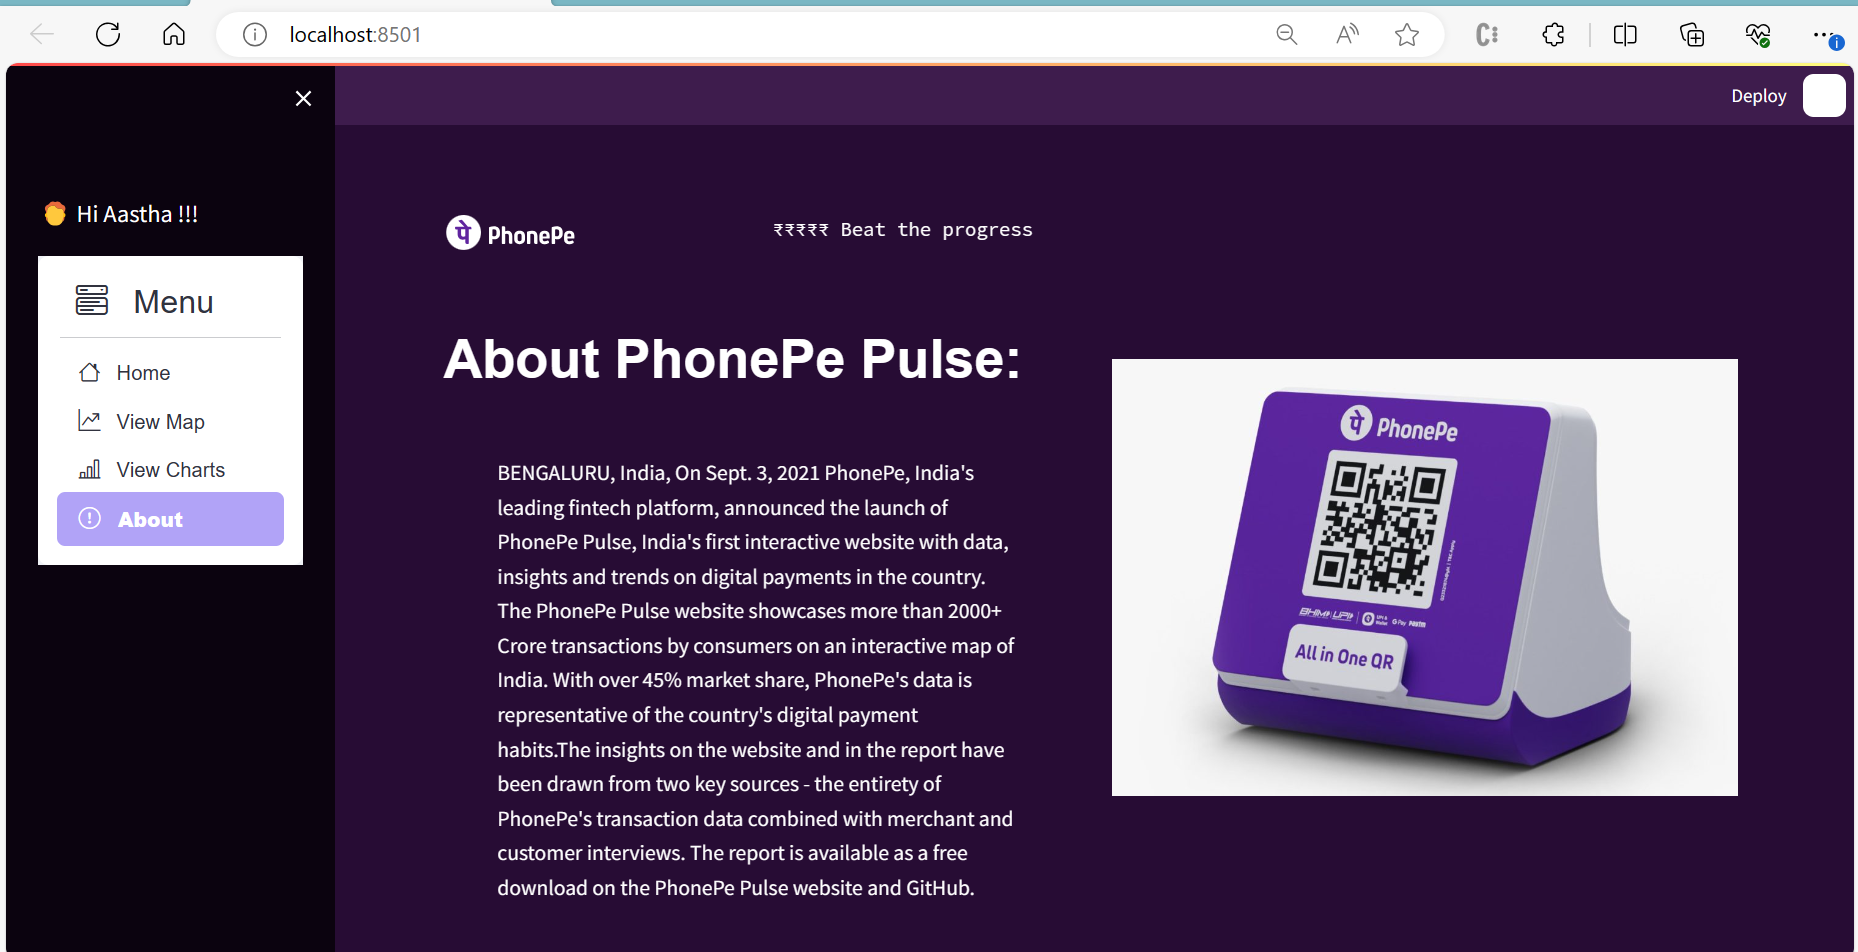 localhost:8501
Deploy
Hi Aastha !!!
Menu
Home
View Map
View Charts
About
पे PhonePe
₹₹₹₹₹ Beat the progress
About PhonePe Pulse:
BENGALURU, India, On Sept. 3, 2021 PhonePe, India's
leading fintech platform, announced the launch of
PhonePe Pulse, India's first interactive website with data,
insights and trends on digital payments in the country.
The PhonePe Pulse website showcases more than 2000+
Crore transactions by consumers on an interactive map of
India. With over 45% market share, PhonePe's data is
representative of the country's digital payment
habits.The insights on the website and in the report have
been drawn from two key sources - the entirety of
PhonePe's transaction data combined with merchant and
customer interviews. The report is available as a free
download on the PhonePe Pulse website and GitHub.
पे PhonePe
BHIM UPI UPI & Wallet G Pay paytm
All in One QR